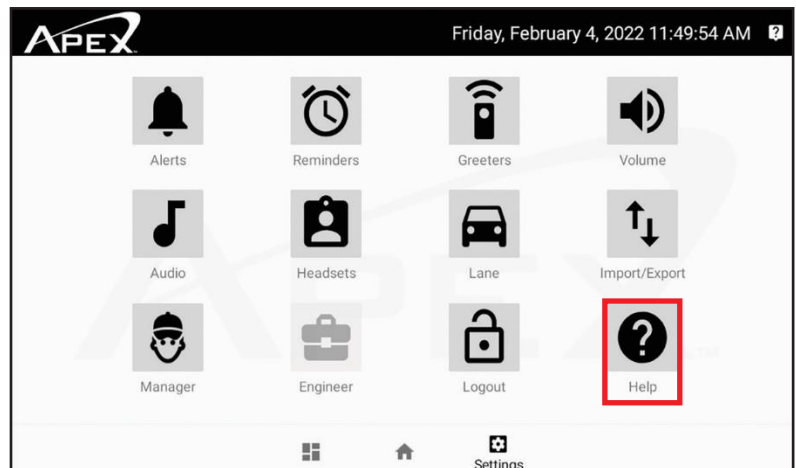 APEX
Friday, February 4, 2022 11:49:54 AM
Alerts Reminders Greeters Volume
Audio Headsets Lane Import/Export
Manager Engineer Logout Help
Settings
APEX